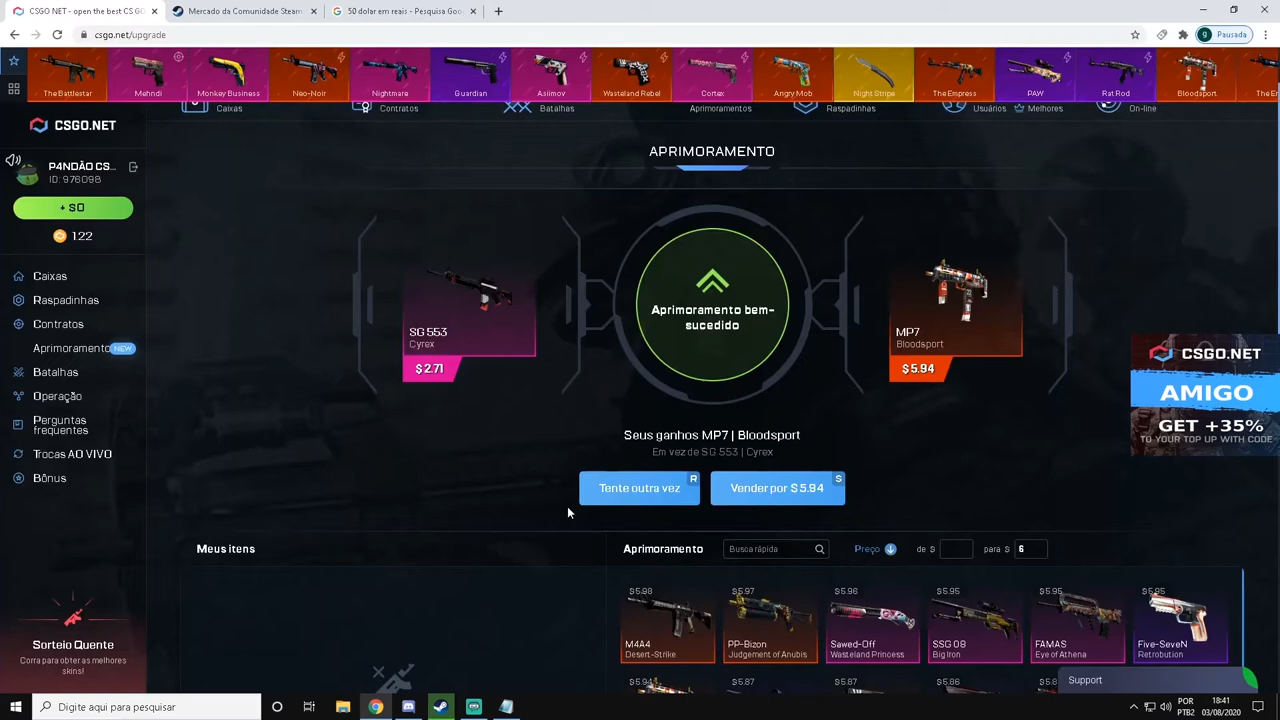 CSGO.NET - open the best CS GO
Mercado da Comunidade Steam
50 dolar em reais - Pesquisa Goo
csgo.net/upgrade
g Pausada
The Battlestar
Mehndi
Monkey Business
Neo-Noir
Nightmare
Guardian
Asiimov
Wasteland Rebel
Cortex
Angry Mob
Night Stripe
The Empress
PAW
Rat Rod
Bloodsport
The En
Caixas
Contratos
Batalhas
Aprimoramentos
Raspadinhas
Usuários
Melhores
On-line
CSGO.NET
P4NDÃO CS...
ID: 976098
+ $0
122
Caixas
Raspadinhas
Contratos
Aprimoramento NEW
Batalhas
Operação
Perguntas
frequentes
Trocas AO VIVO
Bônus
Sorteio Quente
Corra para obter as melhores
skins!
APRIMORAMENTO
SG 553
Cyrex
$ 2.71
Aprimoramento bem-
sucedido
MP7
Bloodsport
$ 5.94
Seus ganhos MP7 | Bloodsport
Em vez de SG 553 | Cyrex
Tente outra vez R
Vender por $ 5.94 S
CSGO.NET
AMIGO
GET +35%
TO YOUR TOP UP WITH CODE
Meus itens
Aprimoramento
Busca rápida
Preço
de $
para $ 6
$5.98
M4A4
Desert-Strike
$5.97
PP-Bizon
Judgement of Anubis
$5.96
Sawed-Off
Wasteland Princess
$5.95
SSG 08
Big Iron
$5.95
FAMAS
Eye of Athena
$5.95
Five-SeveN
Retrobution
$5.94
$5.87
$5.87
$5.86
Support
Digite aqui para pesquisar
POR
PTB2
18:41
03/08/2020